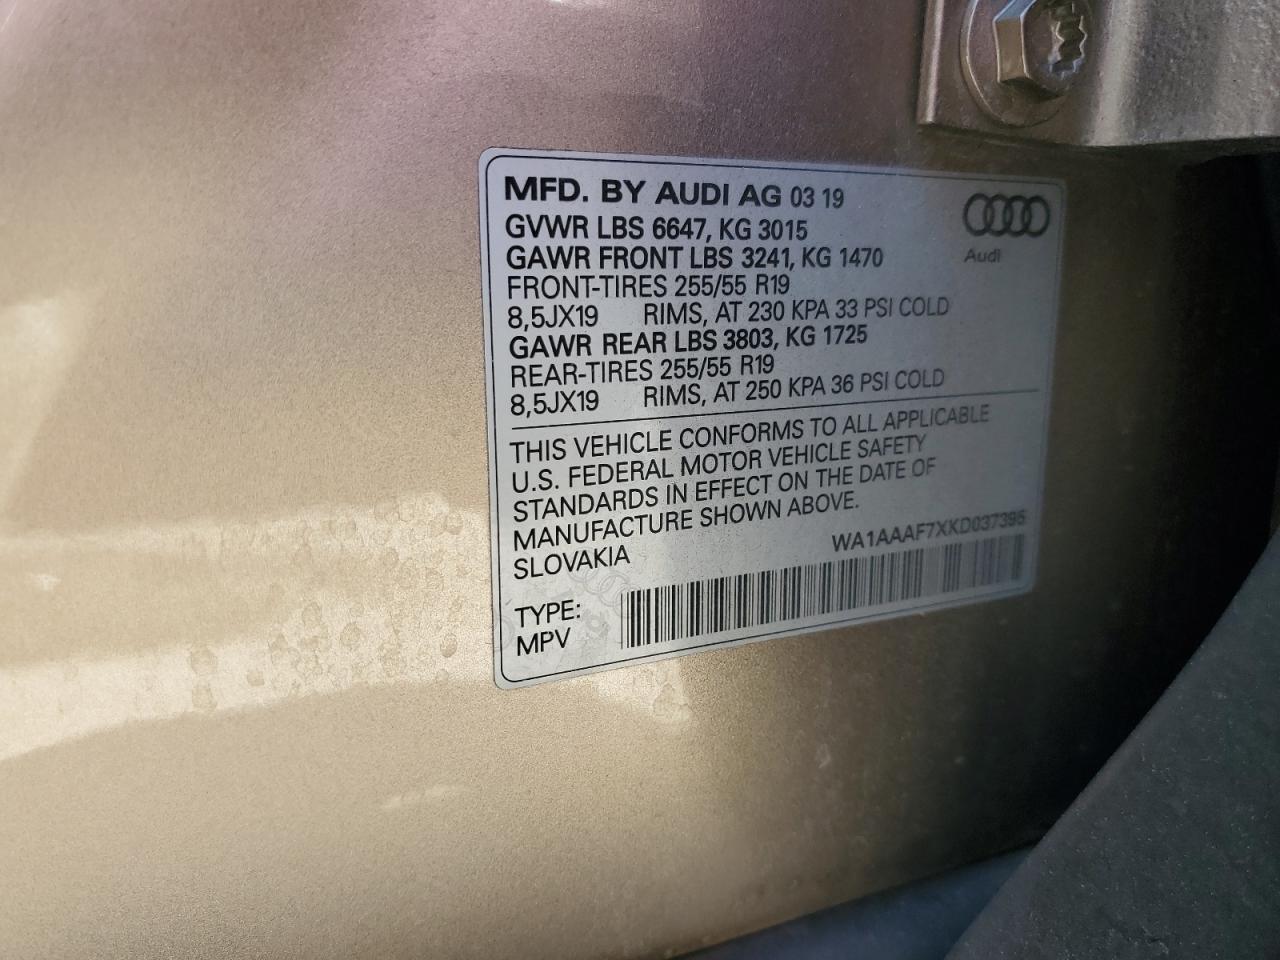 MFD. BY AUDI AG 03 19
GVWR LBS 6647, KG 3015
GAWR FRONT LBS 3241, KG 1470
FRONT-TIRES 255/55 R19
8,5JX19 RIMS, AT 230 KPA 33 PSI COLD
GAWR REAR LBS 3803, KG 1725
REAR-TIRES 255/55 R19
8,5JX19 RIMS, AT 250 KPA 36 PSI COLD
Audi
THIS VEHICLE CONFORMS TO ALL APPLICABLE
U.S. FEDERAL MOTOR VEHICLE SAFETY
STANDARDS IN EFFECT ON THE DATE OF
MANUFACTURE SHOWN ABOVE.
SLOVAKIA
WA1AAAF7XKD037395
TYPE:
MPV